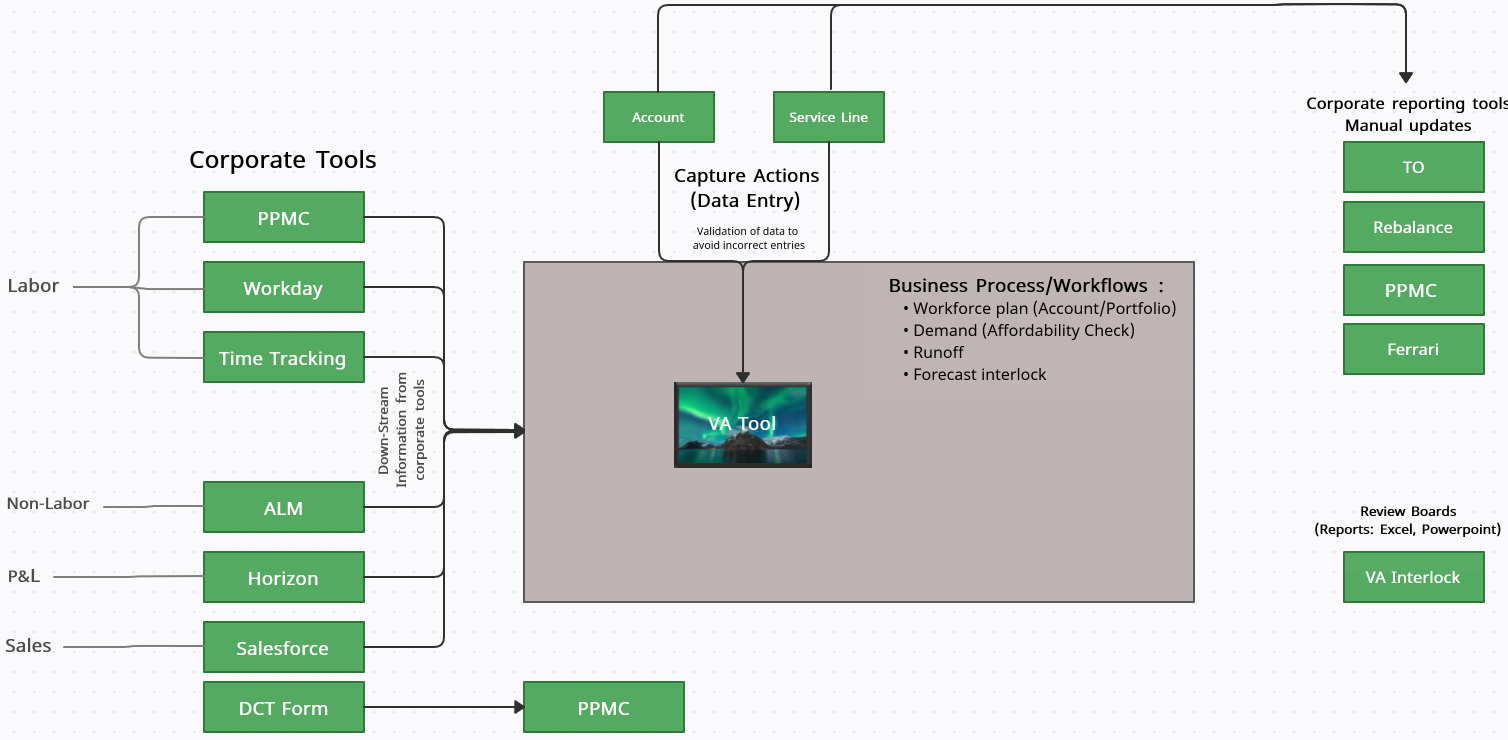 Account
Service Line
Corporate reporting tools
Manual updates
TO
Rebalance
PPMC
Ferrari
Corporate Tools
Capture Actions
(Data Entry)
Validation of data to
avoid incorrect entries
Labor
PPMC
Workday
Time Tracking
Down-Stream
Information from
corporate tools
Business Process/Workflows :
• Workforce plan (Account/Portfolio)
• Demand (Affordability Check)
• Runoff
• Forecast interlock
VA Tool
Non-Labor
ALM
P&L
Horizon
Sales
Salesforce
DCT Form
PPMC
Review Boards
(Reports: Excel, Powerpoint)
VA Interlock